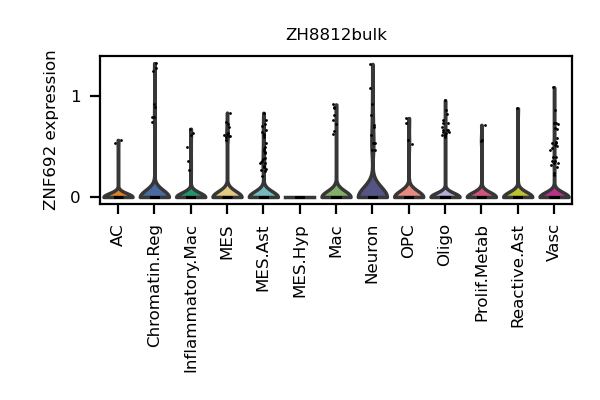 ZH8812bulk
ZNF692 expression
1
0
AC
Chromatin.Reg
Inflammatory.Mac
MES
MES.Ast
MES.Hyp
Mac
Neuron
OPC
Oligo
Prolif.Metab
Reactive.Ast
Vasc